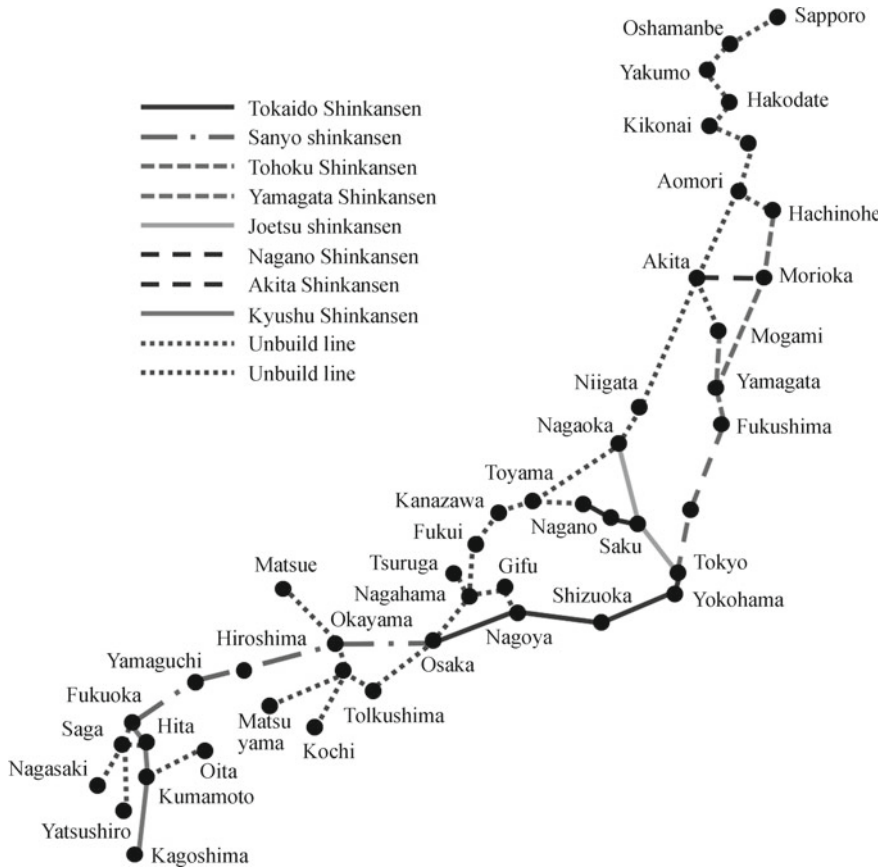 Sapporo
Oshamanbe
Yakumo
Hakodate
Kikonai
Aomori
Hachinohe
Akita
Morioka
Mogami
Yamagata
Fukushima
Niigata
Nagaoka
Toyama
Kanazawa
Nagano
Saku
Fukui
Tsuruga
Gifu
Tokyo
Matsue
Nagahama
Shizuoka
Yokohama
Okayama
Nagoya
Hiroshima
Osaka
Yamaguchi
Fukuoka
Matsu
yama
Tolkushima
Saga
Hita
Kochi
Nagasaki
Oita
Kumamoto
Yatsushiro
Kagoshima
Tokaido Shinkansen
Sanyo shinkansen
Tohoku Shinkansen
Yamagata Shinkansen
Joetsu shinkansen
Nagano Shinkansen
Akita Shinkansen
Kyushu Shinkansen
Unbuild line
Unbuild line